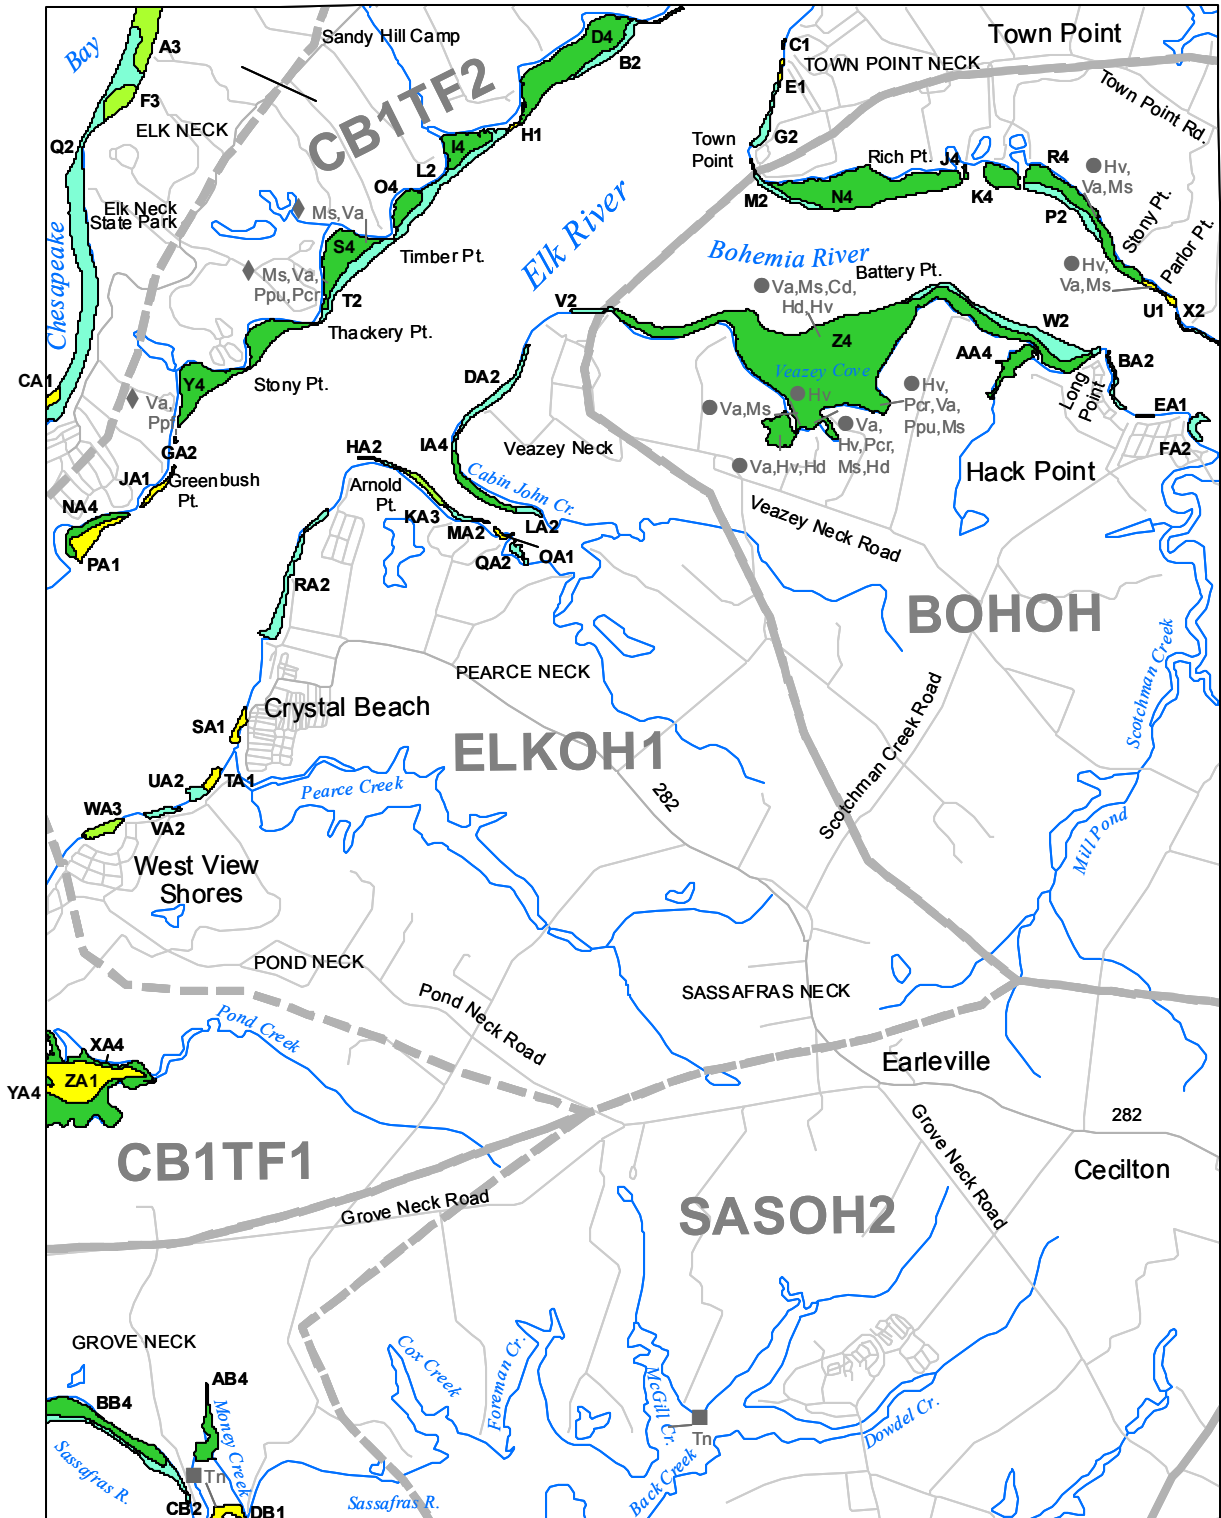 Bay
A3
Sandy Hill Camp
D4
B2
C1
Town Point
TOWN POINT NECK
E1
Town Point Rd.
F3
CB1TF2
ELK NECK
Q2
H1
I4
L2
G2
Town
Point
Rich Pt.
J4
R4
Hv,
Va,Ms
O4
M2
N4
K4
P2
Stony Pt.
Parlor Pt.
Elk Neck
State Park
Ms,Va
S4
Timber Pt.
Elk River
Bohemia River
Battery Pt.
Hv,
Va,Ms
Chesapeake
Ms,Va,
Ppu,Pcr
T2
Va,Ms,Cd,
Hd,Hv
V2
U1
X2
Thackery Pt.
W2
Z4
AA4
BA2
CA1
Y4
Stony Pt.
DA2
Veazey Cove
Long
Point
Va,
Ppf
Hv
Va,Ms
Hv,
Pcr,Va,
Ppu,Ms
EA1
Va,
Hv,Pcr,
Ms,Hd
GA2
HA2
IA4
Veazey Neck
FA2
Va,Hv,Hd
Hack Point
JA1
Greenbush
Pt.
Arnold
Pt.
Cabin John Cr.
NA4
KA3
LA2
MA2
Veazey Neck Road
PA1
QA2
OA1
RA2
BOHOH
Scotchman Creek
PEARCE NECK
SA1
Crystal Beach
ELKOH1
Scotchman Creek Road
UA2
TA1
Pearce Creek
282
WA3
VA2
Mill Pond
West View
Shores
POND NECK
SASSAFRAS NECK
Pond Neck Road
Pond Creek
XA4
Earleville
ZA1
YA4
282
Grove Neck Road
CB1TF1
Cecilton
Grove Neck Road
SASOH2
GROVE NECK
Cox Creek
Foreman Cr.
AB4
BB4
McGill Cr.
Money Creek
Dowdel Cr.
Tn
Sassafras R.
Tn
Back Creek
CB2
DB1
Sassafras R.